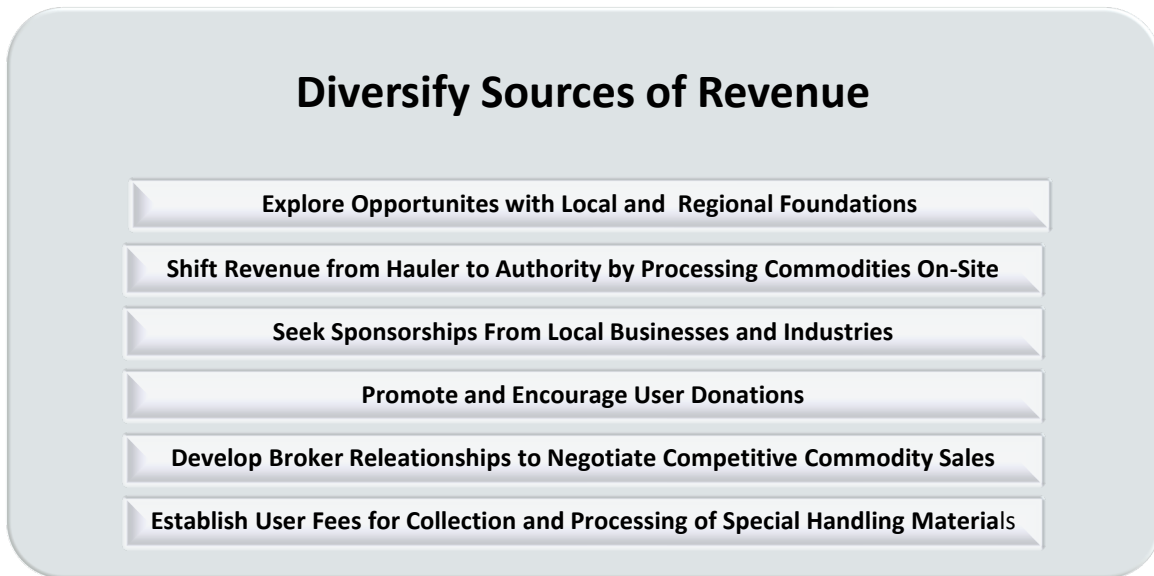 Diversify Sources of Revenue
Explore Opportunites with Local and  Regional Foundations
Shift Revenue from Hauler to Authority by Processing Commodities On-Site
Seek Sponsorships From Local Businesses and Industries
Promote and Encourage User Donations
Develop Broker Releationships to Negotiate Competitive Commodity Sales
Establish User Fees for Collection and Processing of Special Handling Materials